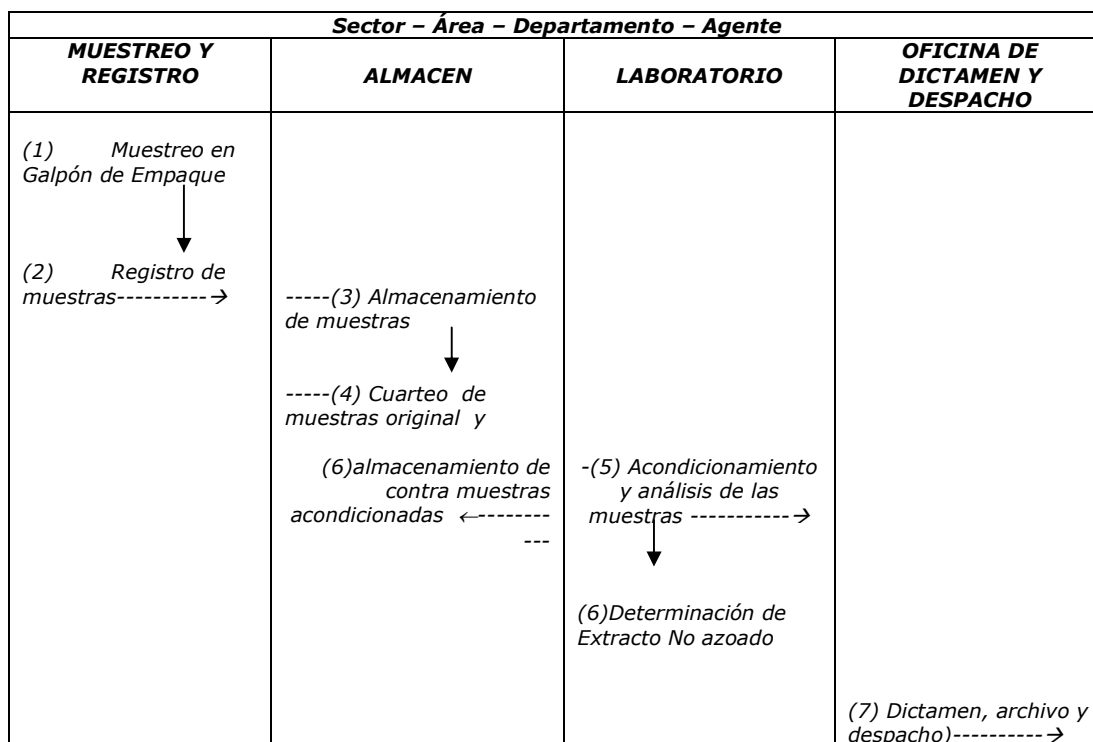 Sector – Área – Departamento – Agente
MUESTREO Y
REGISTRO
ALMACEN
LABORATORIO
OFICINA DE
DICTAMEN Y
DESPACHO
(1) Muestreo en
Galpón de Empaque
(2) Registro de
muestras----------→
-----(3) Almacenamiento
de muestras
-----(4) Cuarteo de
muestras original y
(6)almacenamiento de
contra muestras
acondicionadas ←--------
---
-(5) Acondicionamiento
y análisis de las
muestras -----------→
(6)Determinación de
Extracto No azoado
(7) Dictamen, archivo y
despacho)----------→